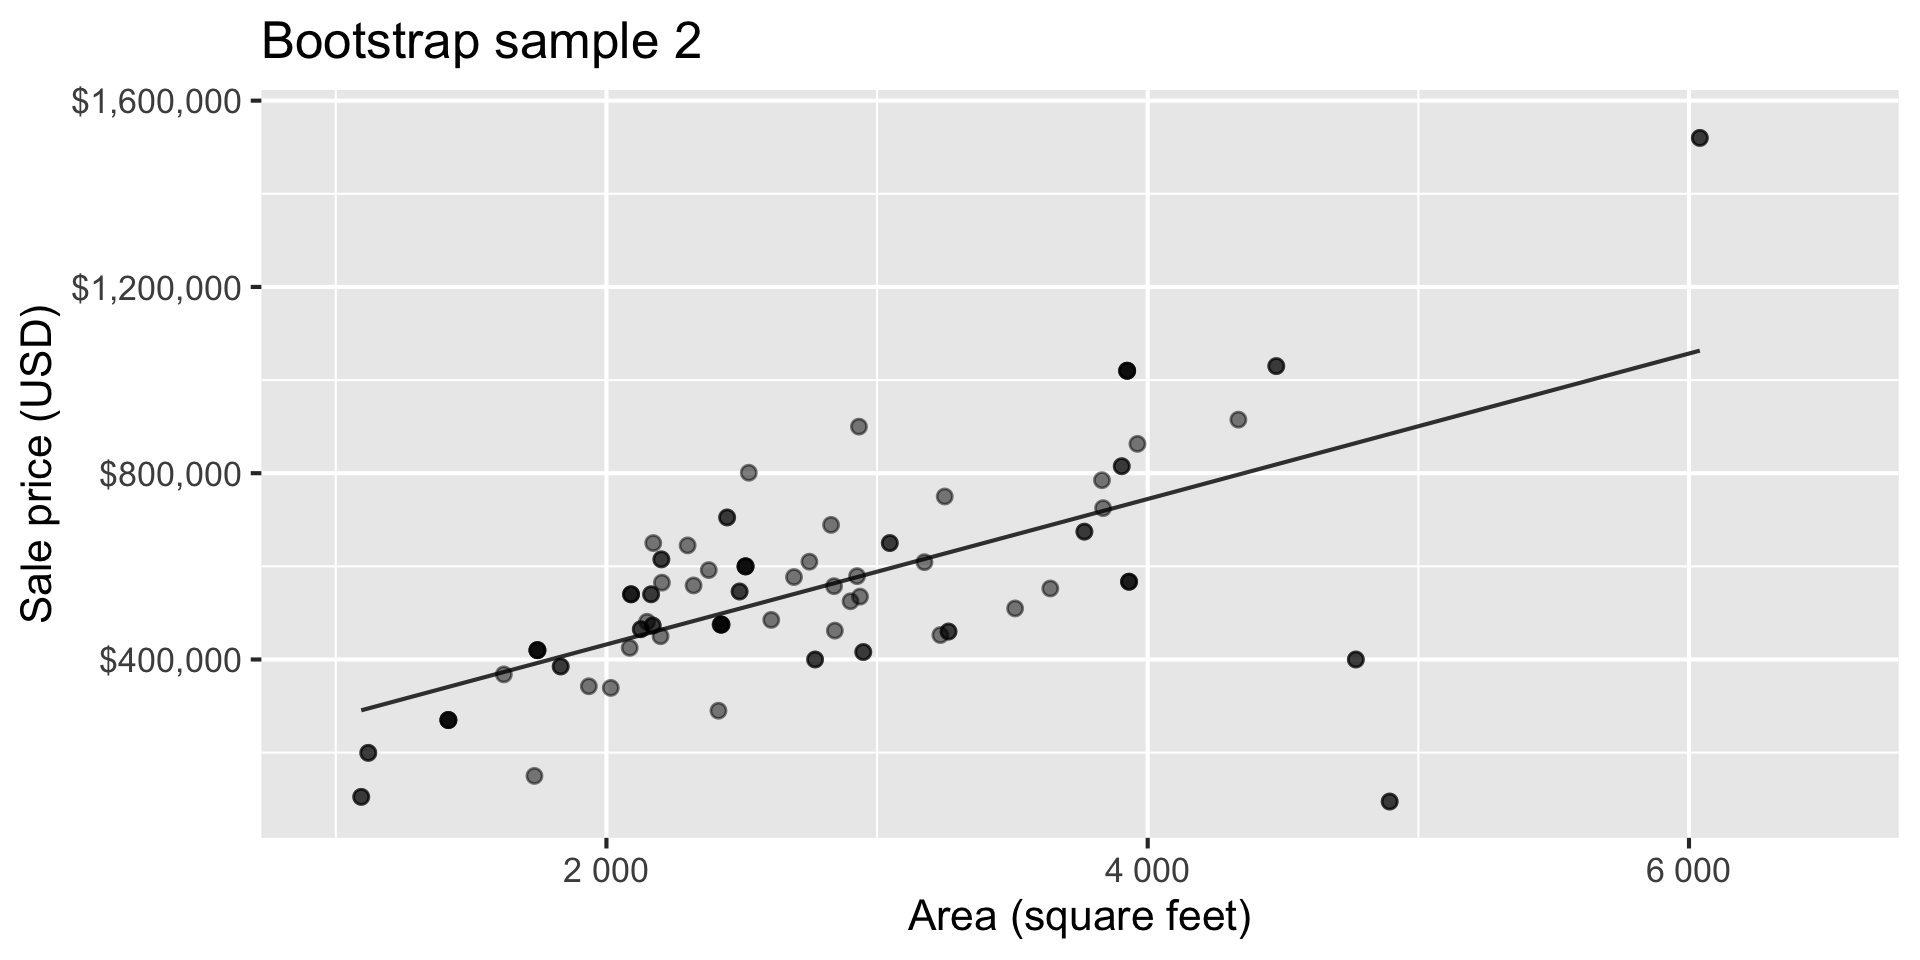 Bootstrap sample 2
$1,600,000
$1,200,000
$800,000
$400,000
Sale price (USD)
2 000 4 000 6 000
Area (square feet)